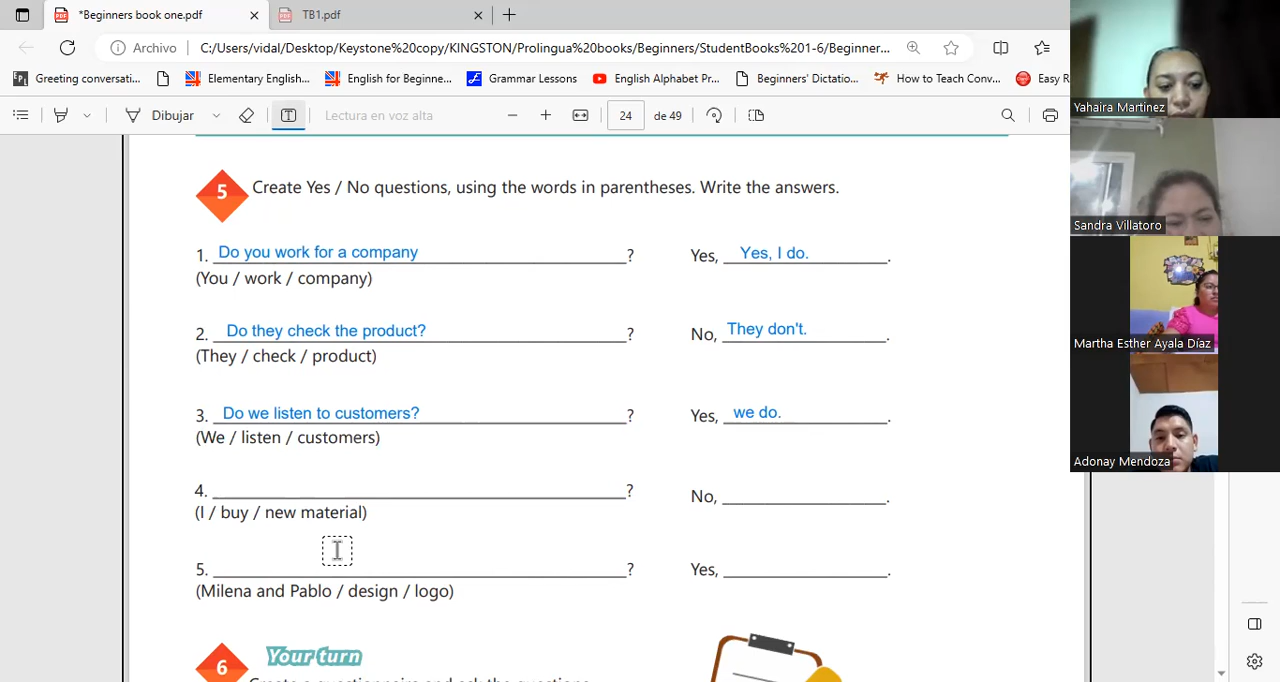 *Beginners book one.pdf
TB1.pdf
Archivo
C:/Users/vidal/Desktop/Keystone%20copy/KINGSTON/Prolingua%20books/Beginners/StudentBooks%201-6/Beginner...
Greeting conversati...
Elementary English...
English for Beginne...
Grammar Lessons
English Alphabet Pr...
Beginners' Dictatio...
How to Teach Conv...
Easy R
Dibujar
Lectura en voz alta
24
de 49
5 Create Yes / No questions, using the words in parentheses. Write the answers.
1. Do you work for a company ? Yes, Yes, I do. .
(You / work / company)
2. Do they check the product? ? No, They don't. .
(They / check / product)
3. Do we listen to customers? ? Yes, we do. .
(We / listen / customers)
4. ? No, .
(I / buy / new material)
5. ? Yes, .
(Milena and Pablo / design / logo)
6 Your turn
Create a questionnaire and ask the questions
Yahaira Martinez
Sandra Villatoro
Martha Esther Ayala Díaz
Adonay Mendoza